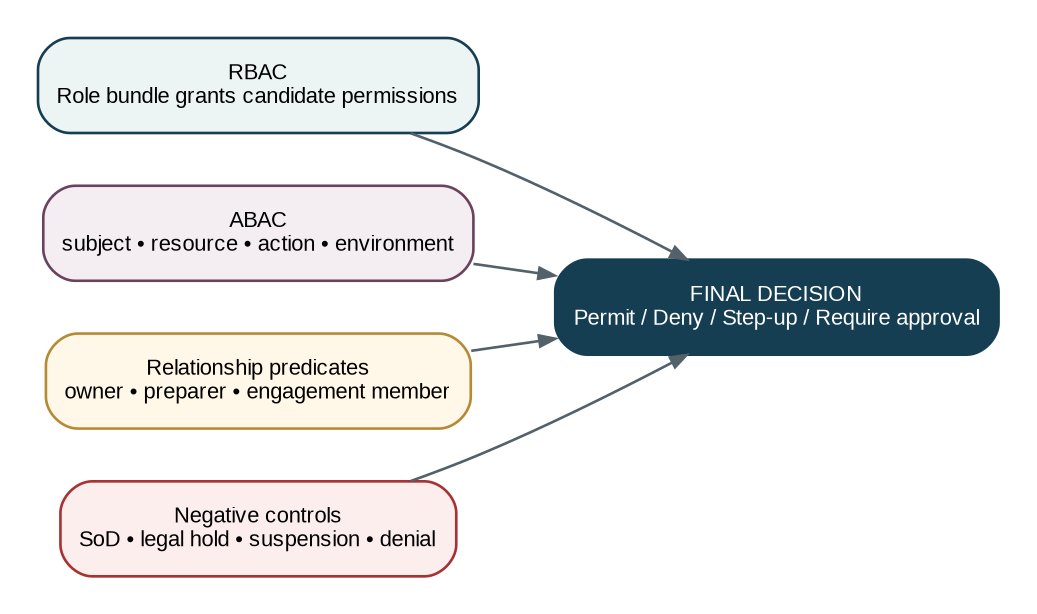 RBAC
Role bundle grants candidate permissions
ABAC
subject • resource • action • environment
Relationship predicates
owner • preparer • engagement member
Negative controls
SoD • legal hold • suspension • denial
FINAL DECISION
Permit / Deny / Step-up / Require approval